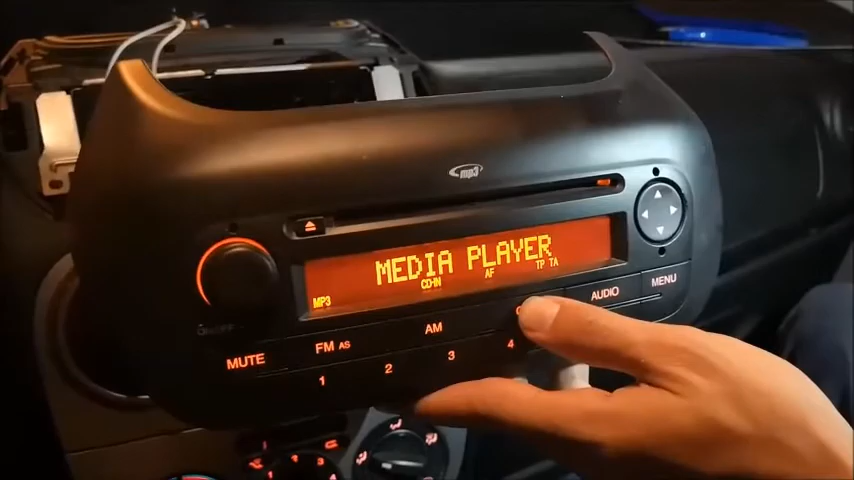 mp3
MEDIA PLAYER
MP3
CD-IN
AF
TP TA
MENU
AUDIO
MUTE
FM AS
AM
1
2
3
4